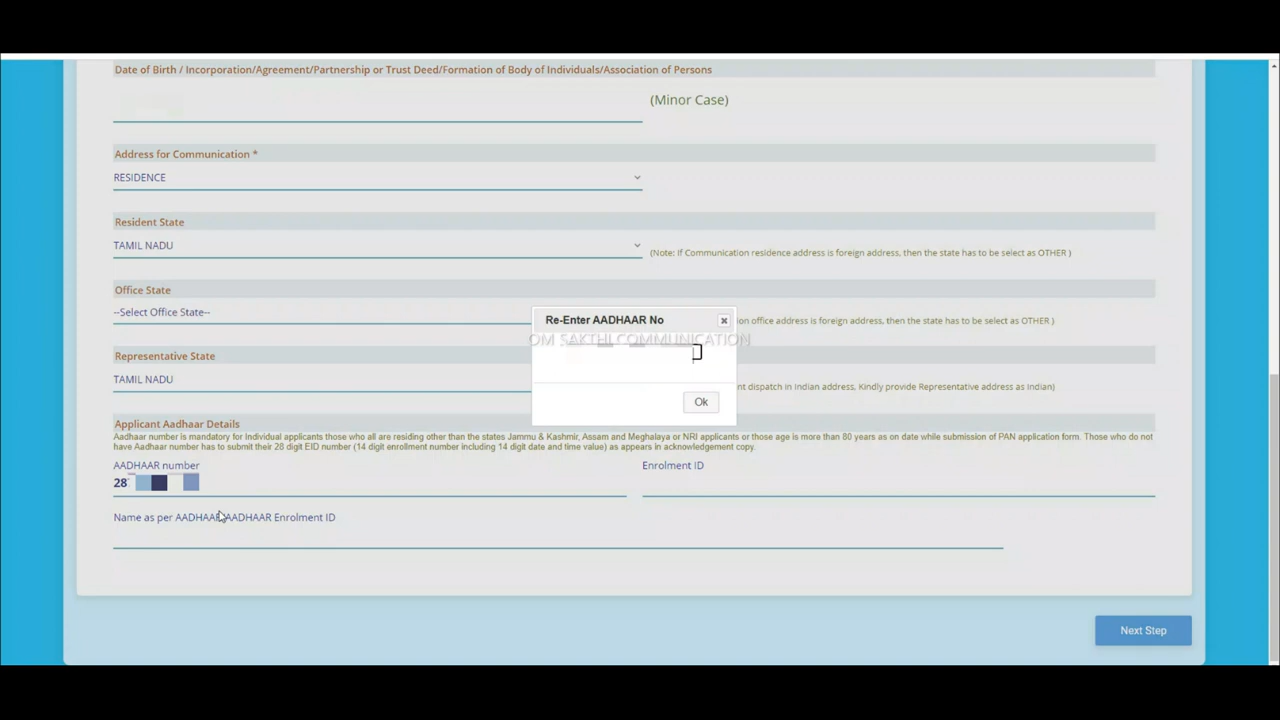 Date of Birth / Incorporation/Agreement/Partnership or Trust Deed/Formation of Body of Individuals/Association of Persons
(Minor Case)
Address for Communication *
RESIDENCE
Resident State
TAMIL NADU
(Note: If Communication residence address is foreign address, then the state has to be select as OTHER )
Office State
--Select Office State--
ion office address is foreign address, then the state has to be select as OTHER )
Re-Enter AADHAAR No
OM SAKTHI COMMUNICATION
Ok
Representative State
TAMIL NADU
nt dispatch in Indian address, Kindly provide Representative address as Indian)
Applicant Aadhaar Details
Aadhaar number is mandatory for Individual applicants those who all are residing other than the states Jammu & Kashmir, Assam and Meghalaya or NRI applicants or those age is more than 80 years as on date while submission of PAN application form. Those who do not
have Aadhaar number has to submit their 28 digit EID number (14 digit enrollment number including 14 digit date and time value) as appears in acknowledgement copy.
AADHAAR number
Enrolment ID
28
Name as per AADHAAR/AADHAAR Enrolment ID
Next Step